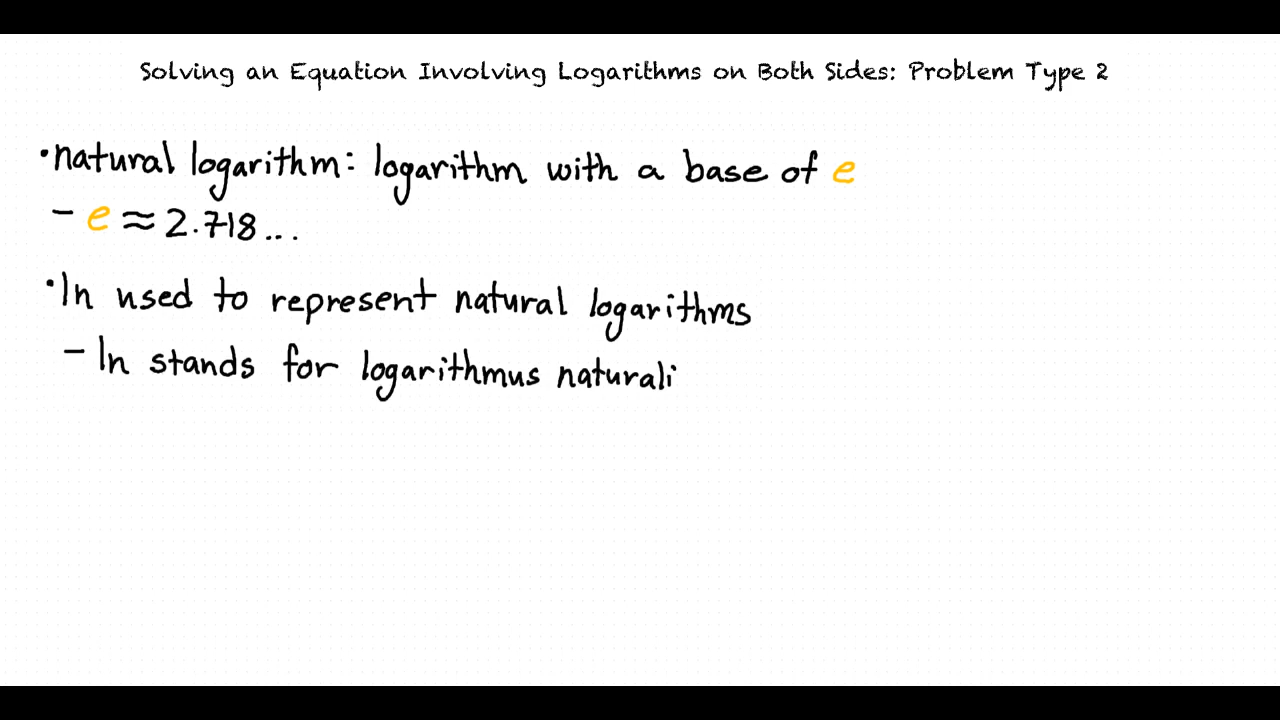 Solving an Equation Involving Logarithms on Both Sides: Problem Type 2
•natural logarithm: logarithm with a base of e
- e ≈ 2.718...
•ln used to represent natural logarithms
- ln stands for logarithmus naturali